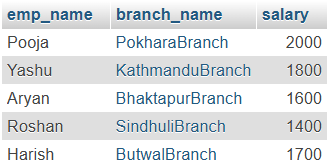 emp_name branch_name salary
Pooja PokharaBranch 2000
Yashu KathmanduBranch 1800
Aryan BhaktapurBranch 1600
Roshan SindhuliBranch 1400
Harish ButwalBranch 1700